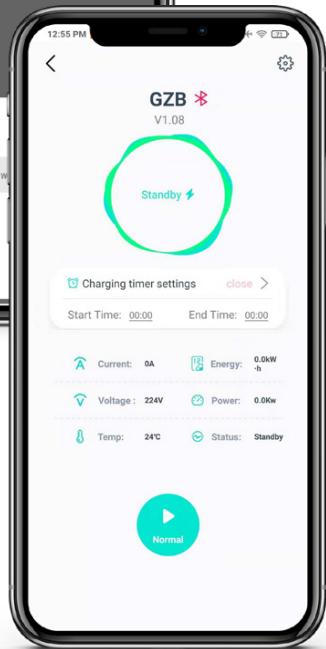 12:55 PM
71
GZB
V1.08
Standby
Charging timer settings close
Start Time: 00:00 End Time: 00:00
Current: 0A Energy: 0.0kW
·h
Voltage : 224V Power: 0.0Kw
Temp: 24℃ Status: Standby
Normal